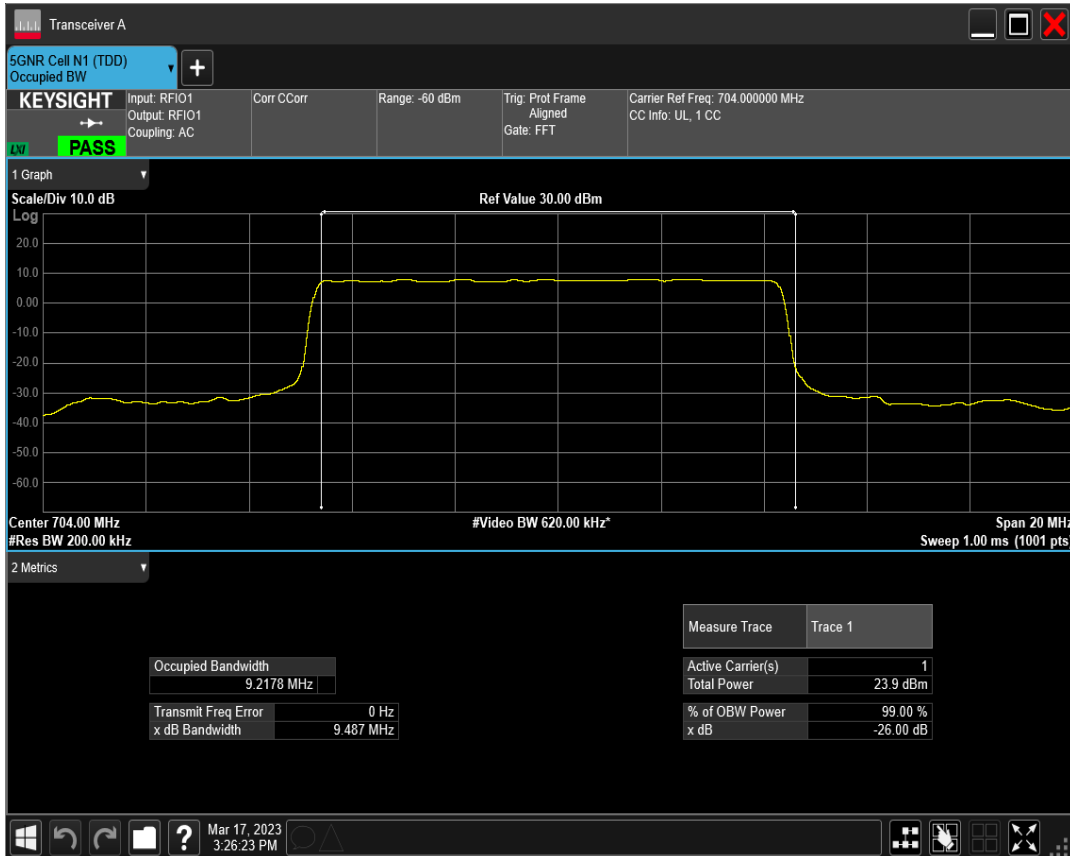 Transceiver A
5GNR Cell N1 (TDD)
Occupied BW
+
KEYSIGHT
LXI
PASS
Input: RFIO1
Output: RFIO1
Coupling: AC
Corr CCorr
Range: -60 dBm
Trig: Prot Frame
Aligned
Gate: FFT
Carrier Ref Freq: 704.000000 MHz
CC Info: UL, 1 CC
1 Graph
Scale/Div 10.0 dB
Ref Value 30.00 dBm
Log
20.0
10.0
0.00
-10.0
-20.0
-30.0
-40.0
-50.0
-60.0
Center 704.00 MHz
#Video BW 620.00 kHz*
Span 20 MHz
#Res BW 200.00 kHz
Sweep 1.00 ms (1001 pts)
2 Metrics
Measure Trace Trace 1
Occupied Bandwidth
9.2178 MHz
Active Carrier(s) 1
Total Power 23.9 dBm
Transmit Freq Error 0 Hz
x dB Bandwidth 9.487 MHz
% of OBW Power 99.00 %
x dB -26.00 dB
?
Mar 17, 2023
3:26:23 PM